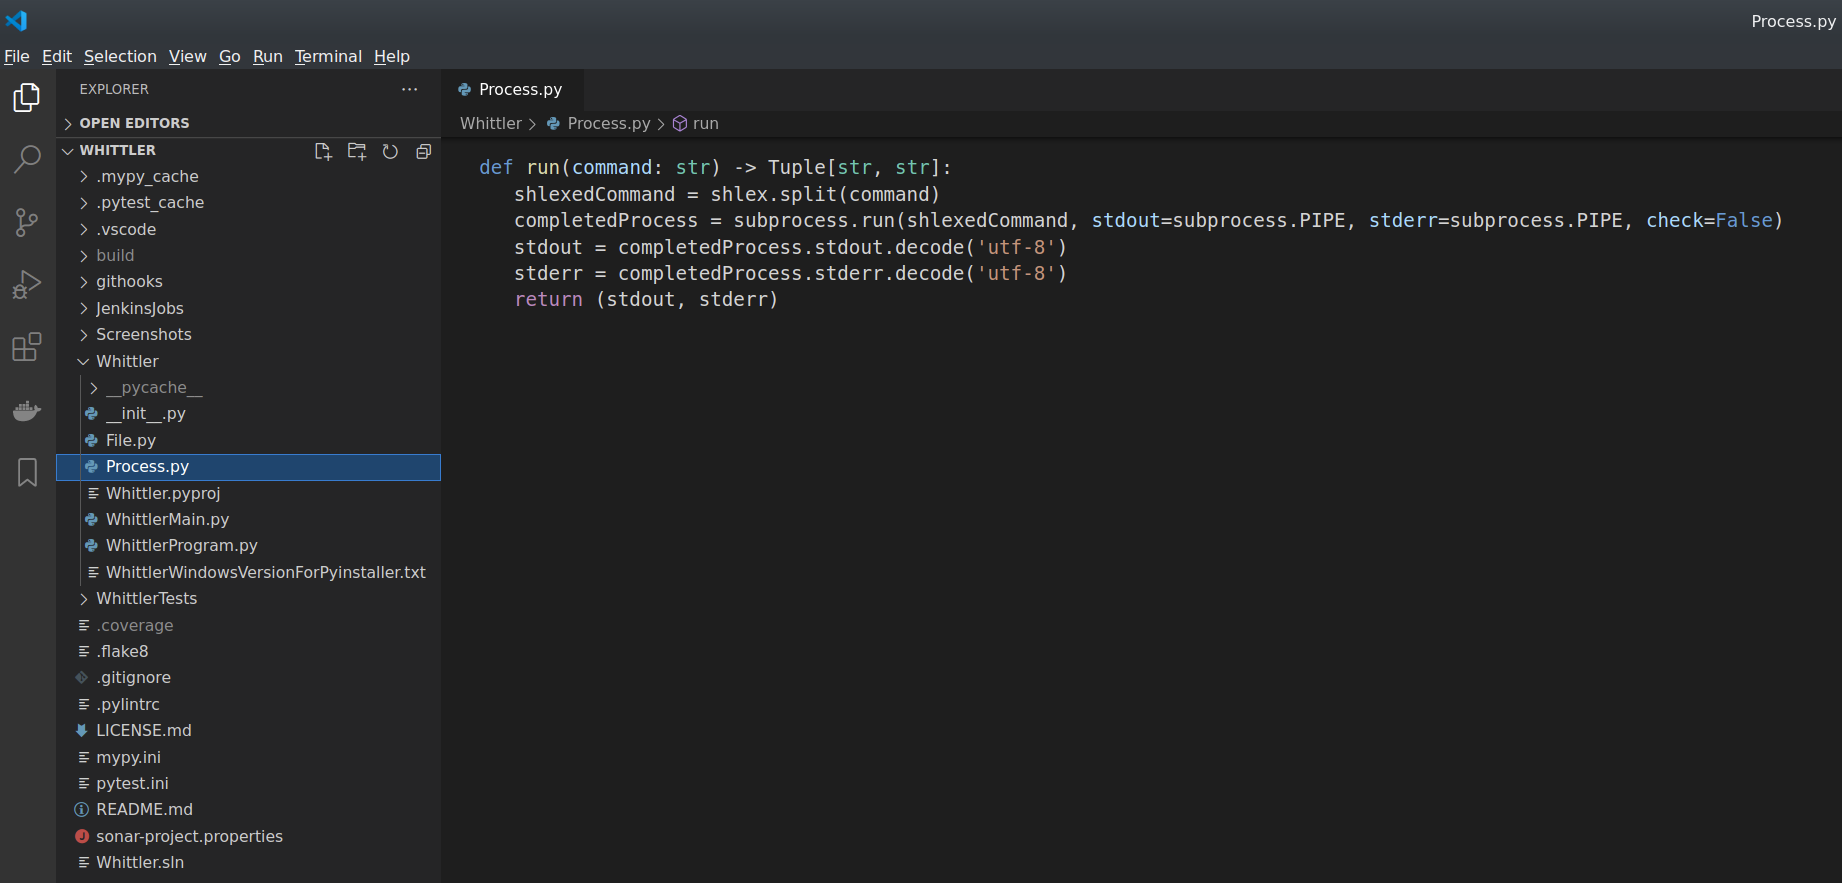 Process.py
File Edit Selection View Go Run Terminal Help
EXPLORER
OPEN EDITORS
WHITTLER
.mypy_cache
.pytest_cache
.vscode
build
githooks
JenkinsJobs
Screenshots
Whittler
__pycache__
__init__.py
File.py
Process.py
Whittler.pyproj
WhittlerMain.py
WhittlerProgram.py
WhittlerWindowsVersionForPyinstaller.txt
WhittlerTests
.coverage
.flake8
.gitignore
.pylintrc
LICENSE.md
mypy.ini
pytest.ini
README.md
sonar-project.properties
Whittler.sln
Process.py
Whittler > Process.py > run
def run(command: str) -> Tuple[str, str]:
    shlexedCommand = shlex.split(command)
    completedProcess = subprocess.run(shlexedCommand, stdout=subprocess.PIPE, stderr=subprocess.PIPE, check=False)
    stdout = completedProcess.stdout.decode('utf-8')
    stderr = completedProcess.stderr.decode('utf-8')
    return (stdout, stderr)